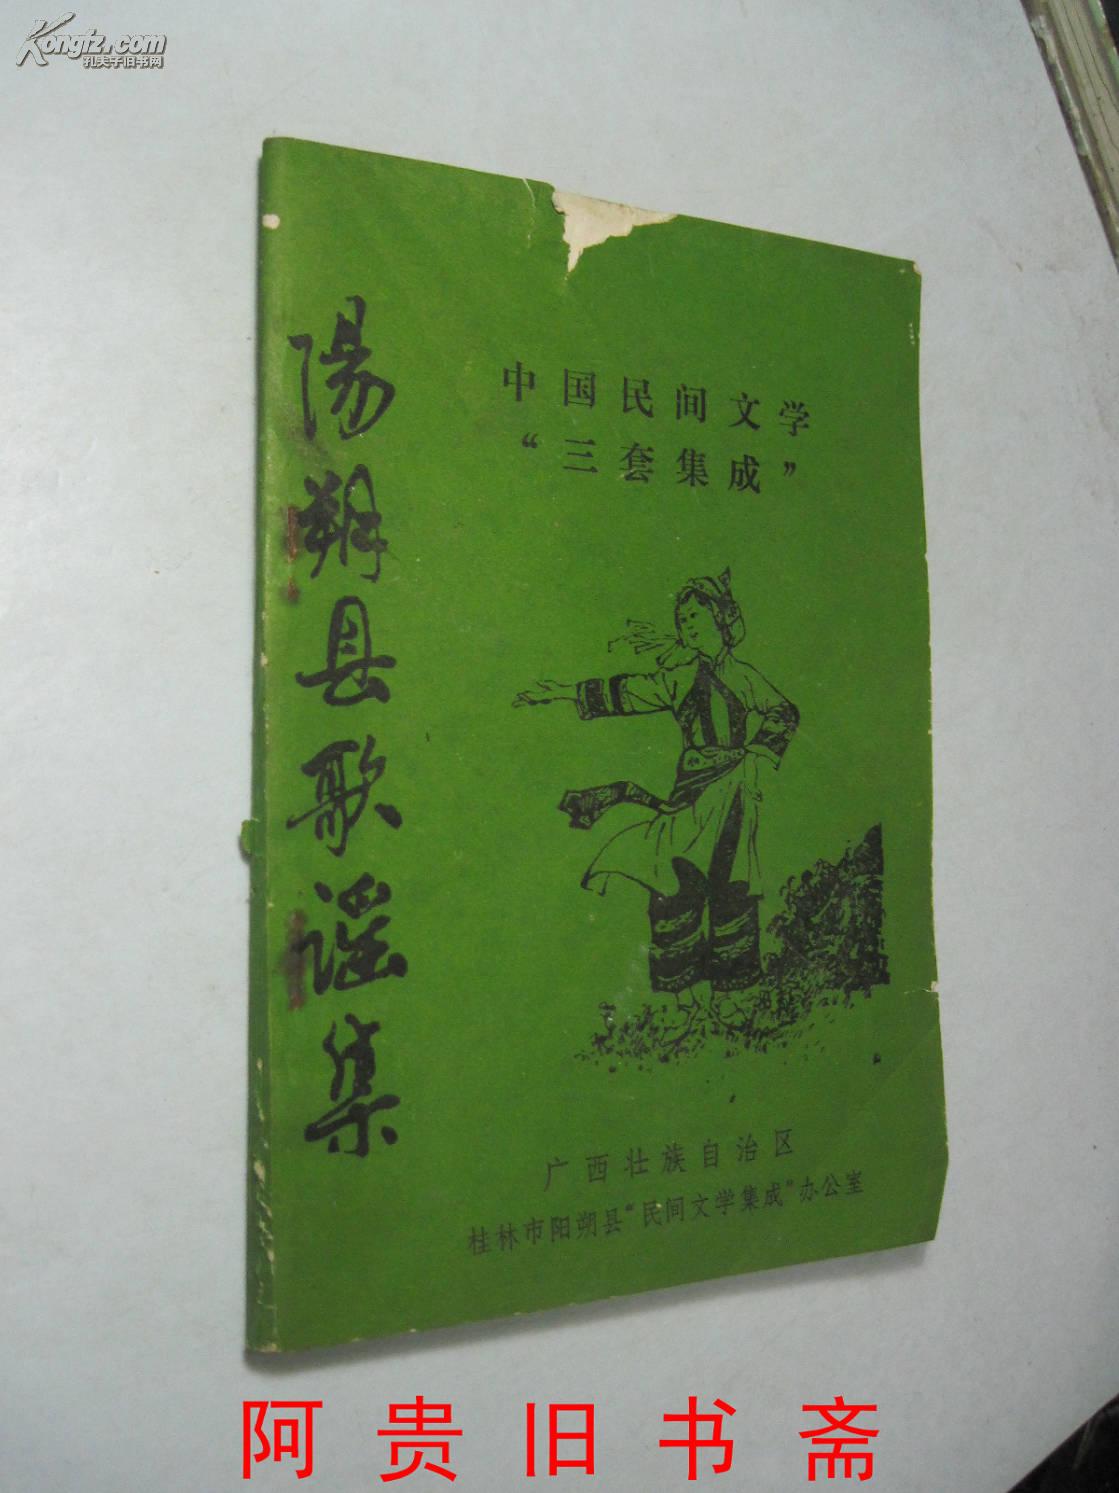 Kongfz.com
孔夫子旧书网
陽朔县歌谣集
中国民间文学
“三套集成”
广西壮族自治区
桂林市阳朔县“民间文学集成”办公室
阿贵旧书斋